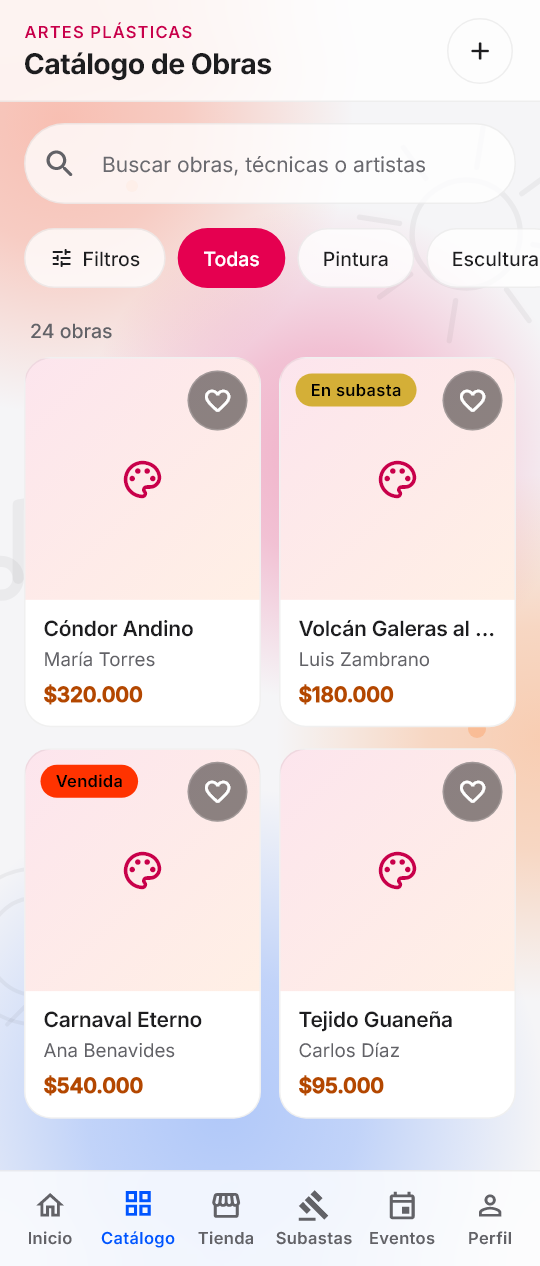 ARTES PLÁSTICAS
Catálogo de Obras
Buscar obras, técnicas o artistas
Filtros
Todas
Pintura
Escultura
24 obras
En subasta
Cóndor Andino
María Torres
$320.000
Volcán Galeras al ...
Luis Zambrano
$180.000
Vendida
Carnaval Eterno
Ana Benavides
$540.000
Tejido Guaneña
Carlos Díaz
$95.000
Inicio
Catálogo
Tienda
Subastas
Eventos
Perfil